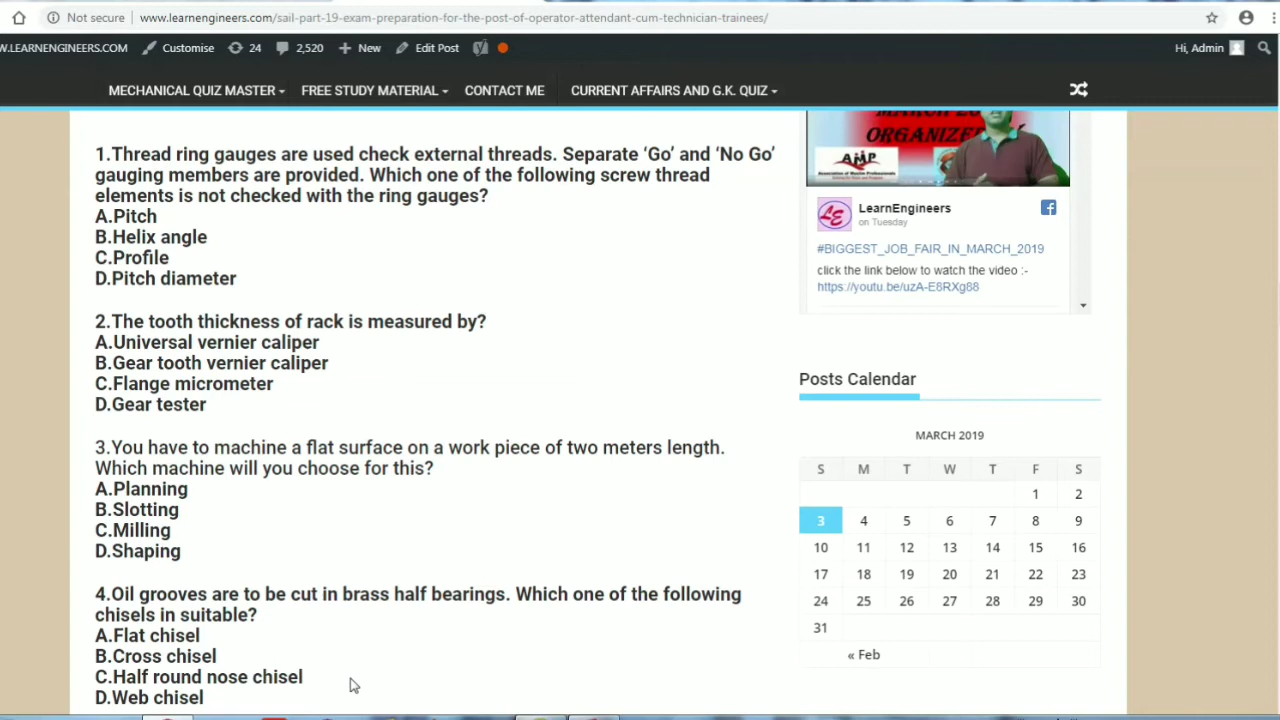 Not secure www.learnengineers.com/sail-part-19-exam-preparation-for-the-post-of-operator-attendant-cum-technician-trainees/
W.LEARNENGINEERS.COM Customise 24 2,520 New Edit Post Hi, Admin
MECHANICAL QUIZ MASTER FREE STUDY MATERIAL CONTACT ME CURRENT AFFAIRS AND G.K. QUIZ
1.Thread ring gauges are used check external threads. Separate ‘Go’ and ‘No Go’
gauging members are provided. Which one of the following screw thread
elements is not checked with the ring gauges?
A.Pitch
B.Helix angle
C.Profile
D.Pitch diameter
2.The tooth thickness of rack is measured by?
A.Universal vernier caliper
B.Gear tooth vernier caliper
C.Flange micrometer
D.Gear tester
3.You have to machine a flat surface on a work piece of two meters length.
Which machine will you choose for this?
A.Planning
B.Slotting
C.Milling
D.Shaping
4.Oil grooves are to be cut in brass half bearings. Which one of the following
chisels in suitable?
A.Flat chisel
B.Cross chisel
C.Half round nose chisel
D.Web chisel
ORGANIZE
AMP
LE LearnEngineers
on Tuesday
#BIGGEST_JOB_FAIR_IN_MARCH_2019
click the link below to watch the video :-
https://youtu.be/uzA-E8RXg88
Posts Calendar
MARCH 2019
S M T W T F S
1 2
3 4 5 6 7 8 9
10 11 12 13 14 15 16
17 18 19 20 21 22 23
24 25 26 27 28 29 30
31
« Feb